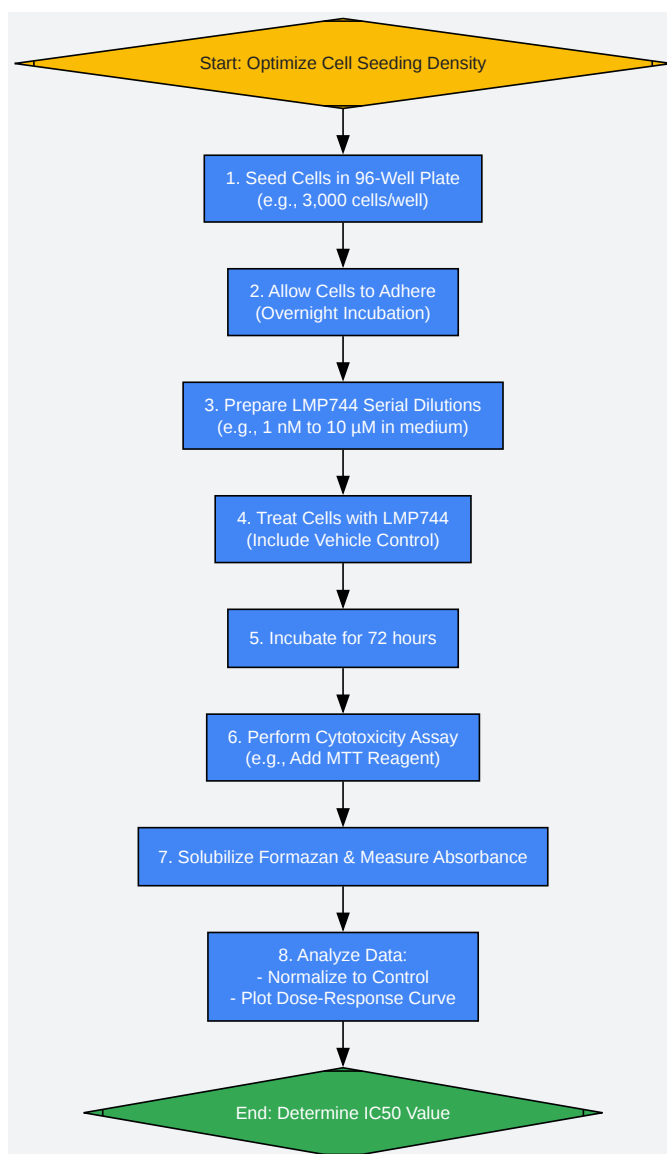 Start: Optimize Cell Seeding Density
1. Seed Cells in 96-Well Plate
(e.g., 3,000 cells/well)
2. Allow Cells to Adhere
(Overnight Incubation)
3. Prepare LMP744 Serial Dilutions
(e.g., 1 nM to 10 µM in medium)
4. Treat Cells with LMP744
(Include Vehicle Control)
5. Incubate for 72 hours
6. Perform Cytotoxicity Assay
(e.g., Add MTT Reagent)
7. Solubilize Formazan & Measure Absorbance
8. Analyze Data:
- Normalize to Control
- Plot Dose-Response Curve
End: Determine IC50 Value